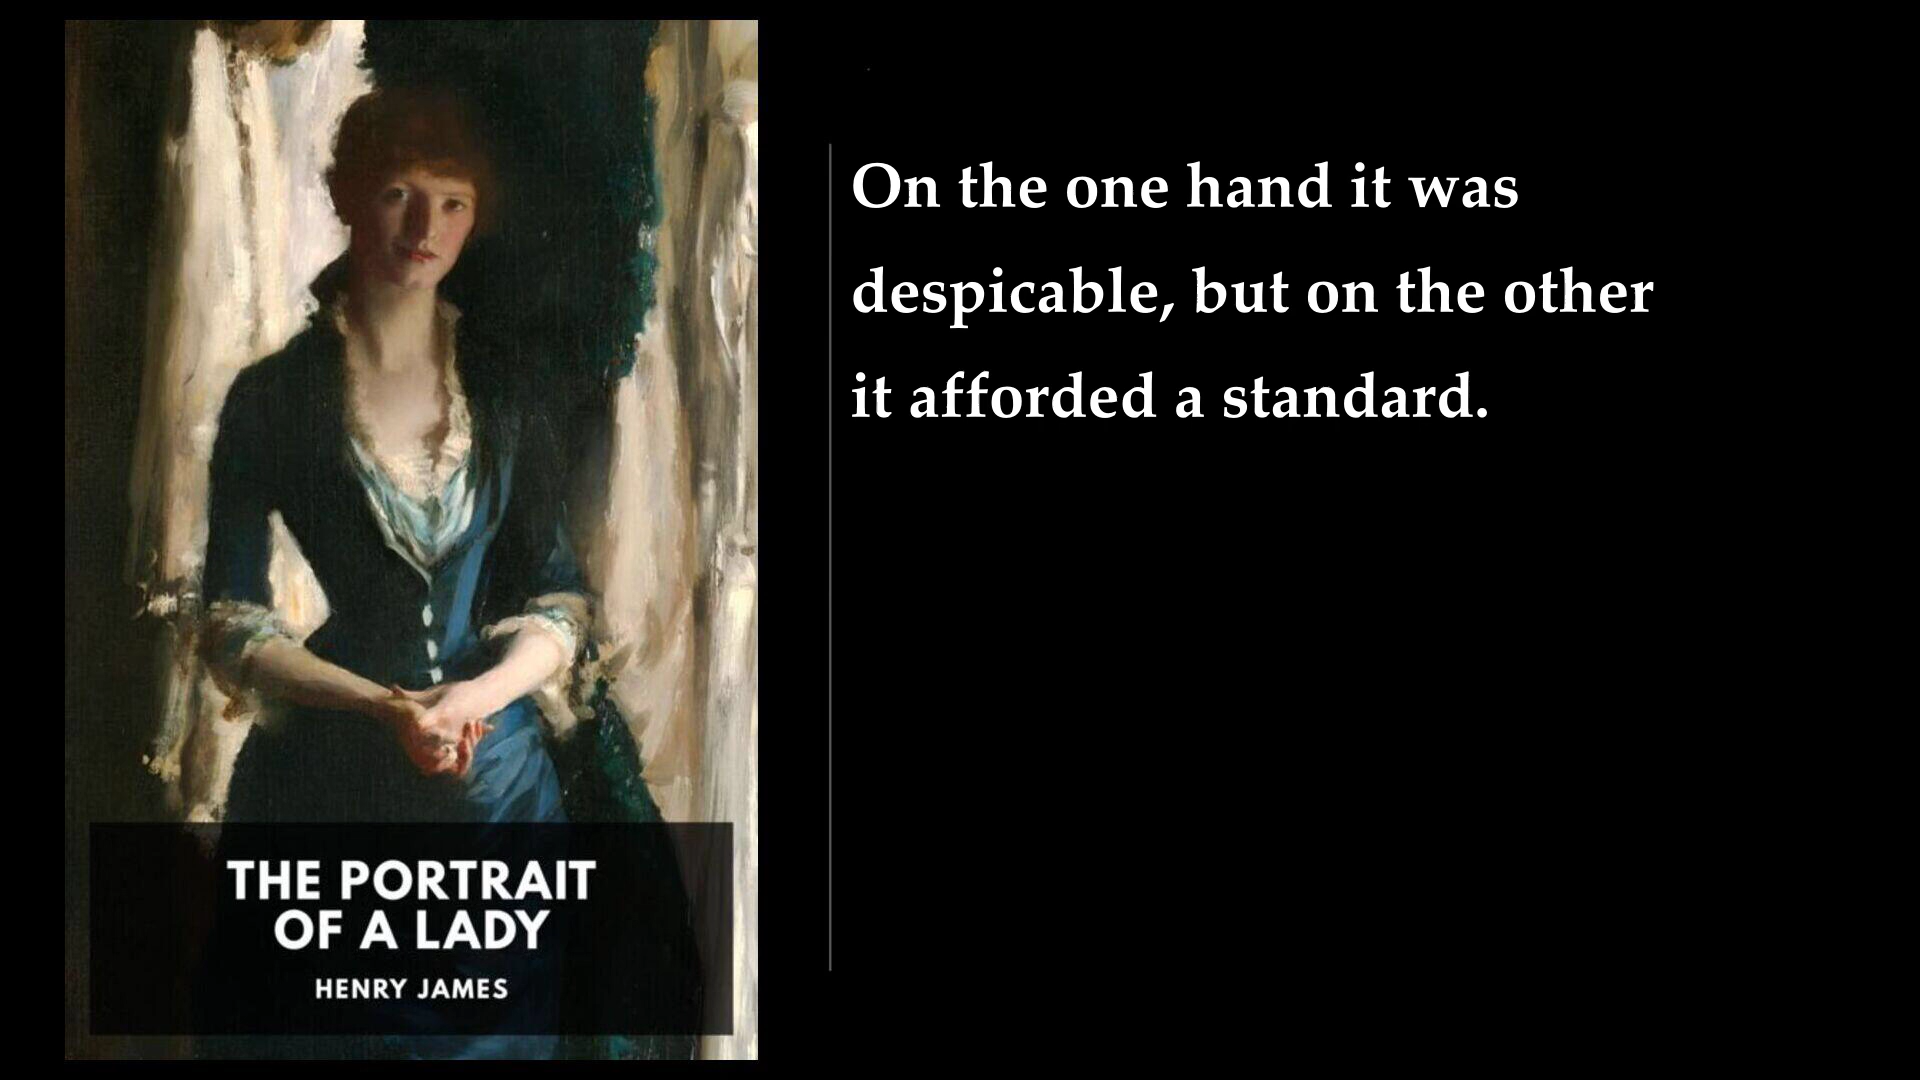 On the one hand it was
despicable, but on the other
it afforded a standard.
THE PORTRAIT
OF A LADY
HENRY JAMES